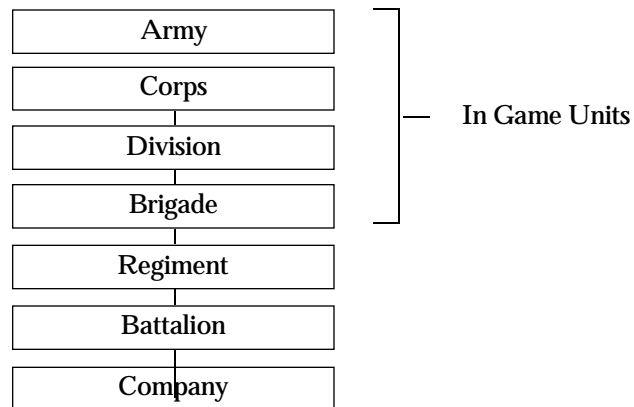 Army
Corps
Division
Brigade
Regiment
Battalion
Company
In Game Units